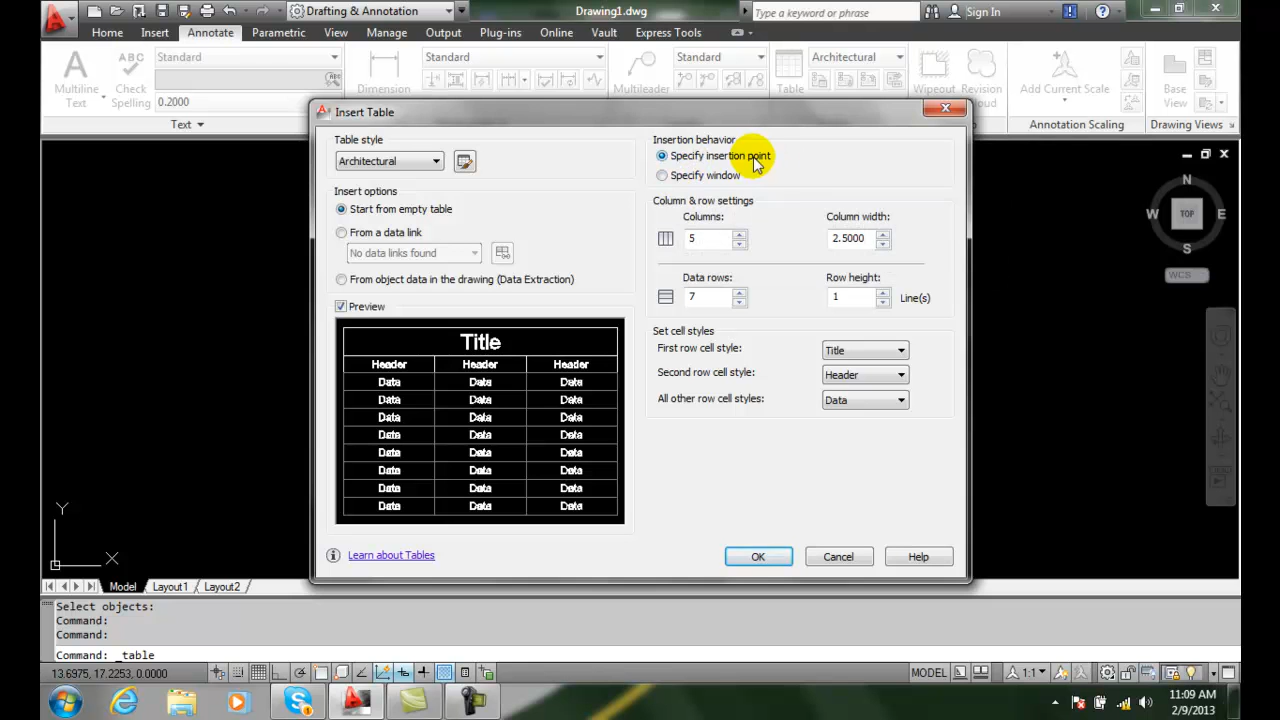 Drafting & Annotation
Drawing1.dwg
Type a keyword or phrase
Sign In
Home
Insert
Annotate
Parametric
View
Manage
Output
Plug-ins
Online
Vault
Express Tools
Standard
Standard
Standard
Architectural
Multiline Text
ABC
Check Spelling
0.2000
Dimension
Multileader
Table
Wipeout
Revision Cloud
Add Current Scale
Base View
Text
Annotation Scaling
Drawing Views
Insert Table
Table style
Architectural
Insert options
Start from empty table
From a data link
No data links found
From object data in the drawing (Data Extraction)
Preview
Title
Header Header Header
Data Data Data
Data Data Data
Data Data Data
Data Data Data
Data Data Data
Data Data Data
Data Data Data
Data Data Data
Learn about Tables
Insertion behavior
Specify insertion point
Specify window
Column & row settings
Columns:
Column width:
5
2.5000
Data rows:
Row height:
7
1
Line(s)
Set cell styles
First row cell style:
Title
Second row cell style:
Header
All other row cell styles:
Data
OK
Cancel
Help
N
W
TOP
E
S
WCS
Y
X
Model
Layout1
Layout2
Select objects:
Command:
Command:
Command: _table
13.6975, 17.2253, 0.0000
MODEL
1:1
11:09 AM
2/9/2013